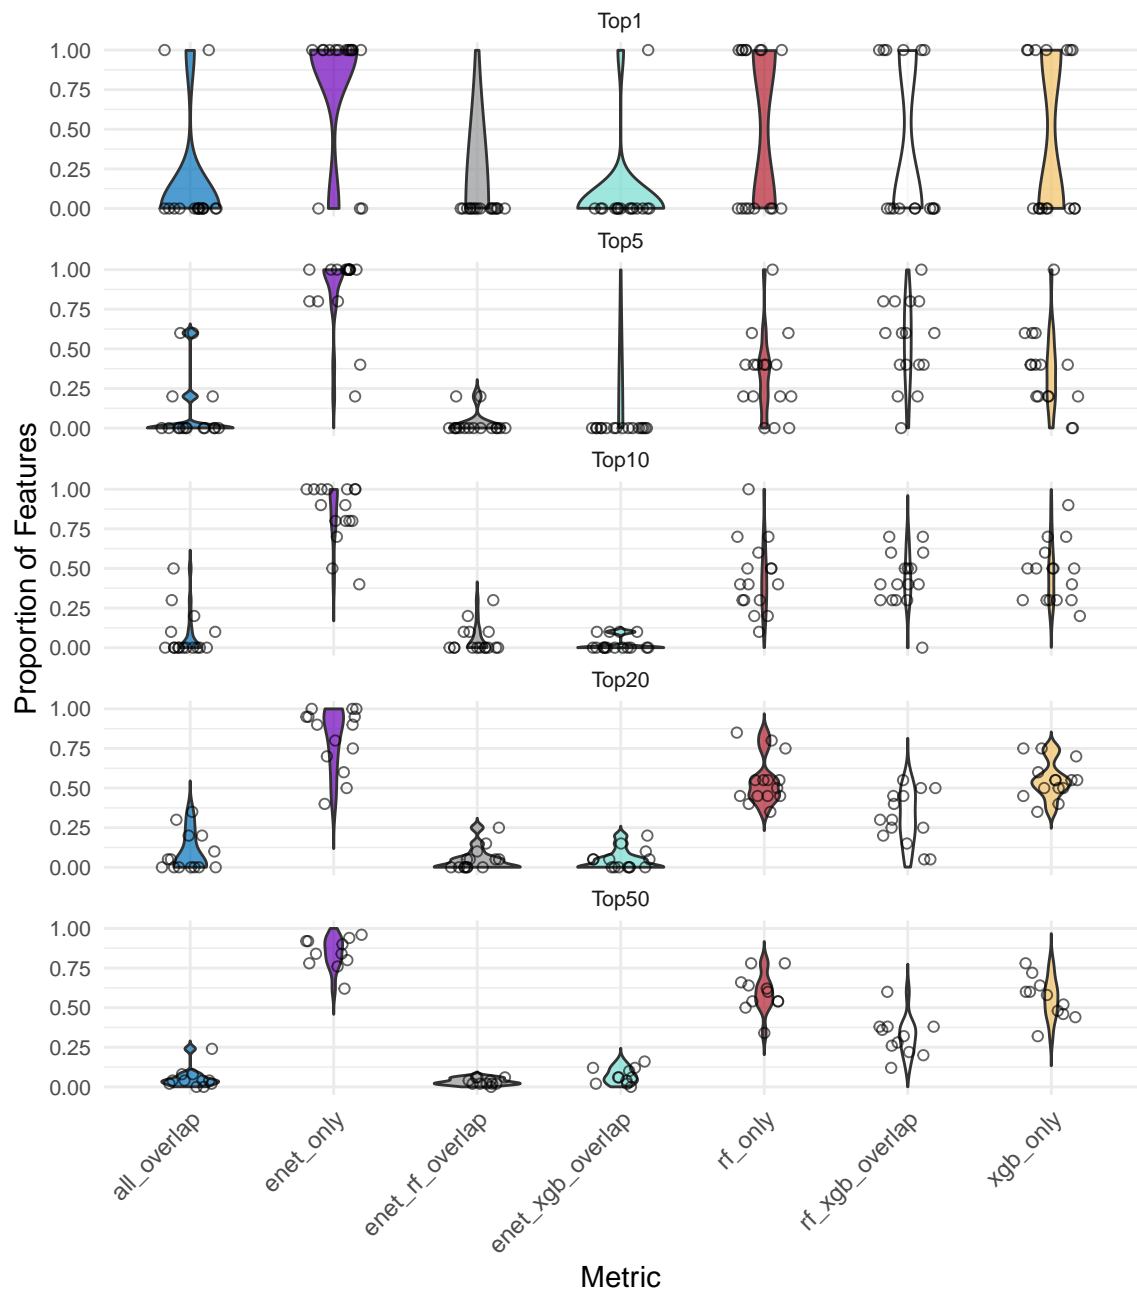 Top1
1.00
0.75
0.50
0.25
0.00
Top5
1.00
0.75
0.50
0.25
0.00
Top10
1.00
0.75
0.50
0.25
0.00
Top20
1.00
0.75
0.50
0.25
0.00
Top50
1.00
0.75
0.50
0.25
0.00
Proportion of Features
all_overlap
enet_only
enet_rf_overlap
enet_xgb_overlap
rf_only
rf_xgb_overlap
xgb_only
Metric